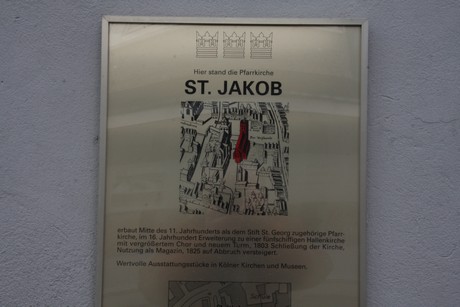 Hier stand die Pfarrkirche
ST. JAKOB
erbaut Mitte des 11. Jahrhunderts als dem Stift St. Georg zugehörige Pfarr-
kirche, im 16. Jahrhundert Erweiterung zu einer fünfschiffigen Hallenkirche
mit vergrößertem Chor und neuem Turm, 1803 Schließung der Kirche,
Nutzung als Magazin, 1825 auf Abbruch versteigert.
Wertvolle Ausstattungsstücke in Kölner Kirchen und Museen.